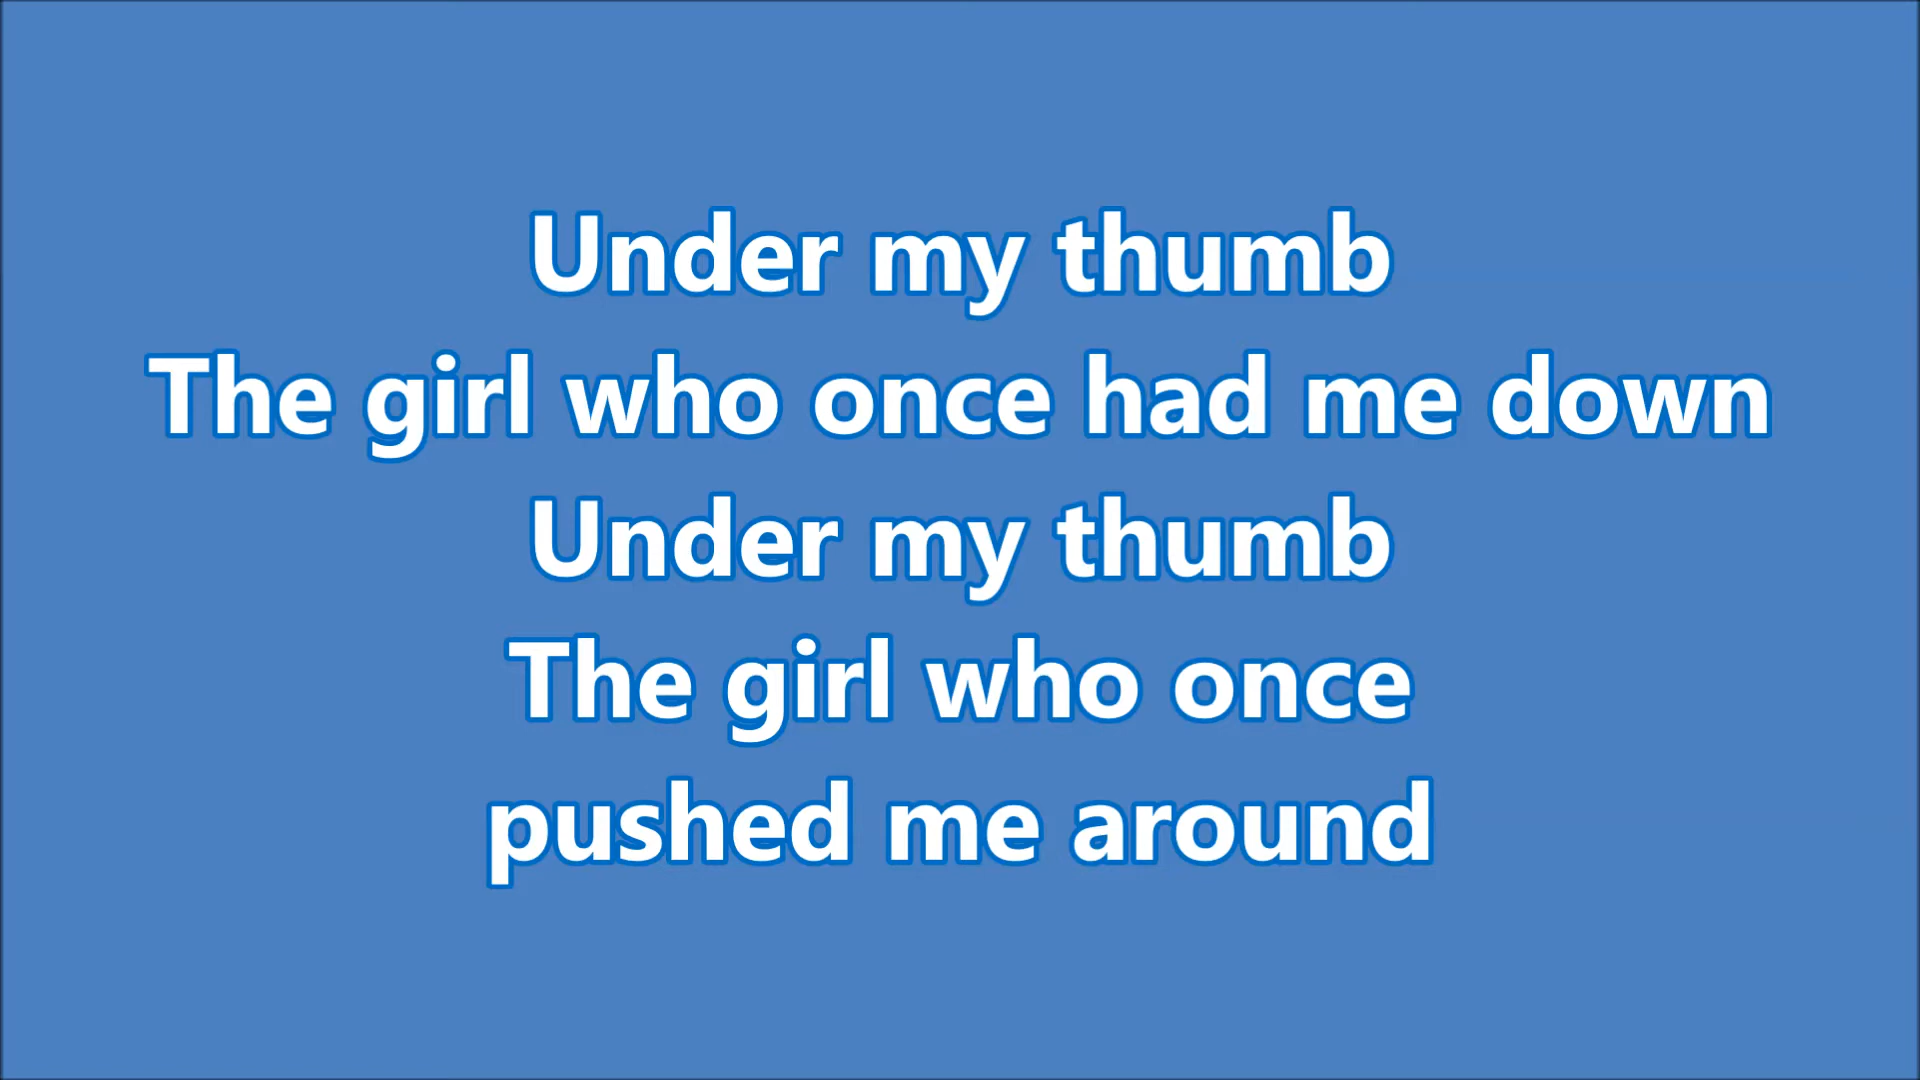 Under my thumb
The girl who once had me down
Under my thumb
The girl who once
pushed me around